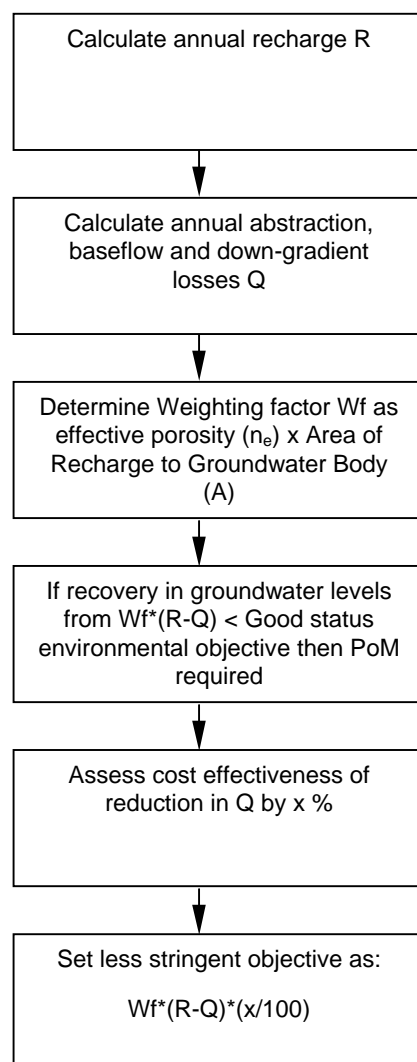 Calculate annual recharge R
Calculate annual abstraction,
baseflow and down-gradient
losses Q
Determine Weighting factor Wf as
effective porosity (nₑ) x Area of
Recharge to Groundwater Body
(A)
If recovery in groundwater levels
from Wf*(R-Q) < Good status
environmental objective then PoM
required
Assess cost effectiveness of
reduction in Q by x %
Set less stringent objective as:
Wf*(R-Q)*(x/100)